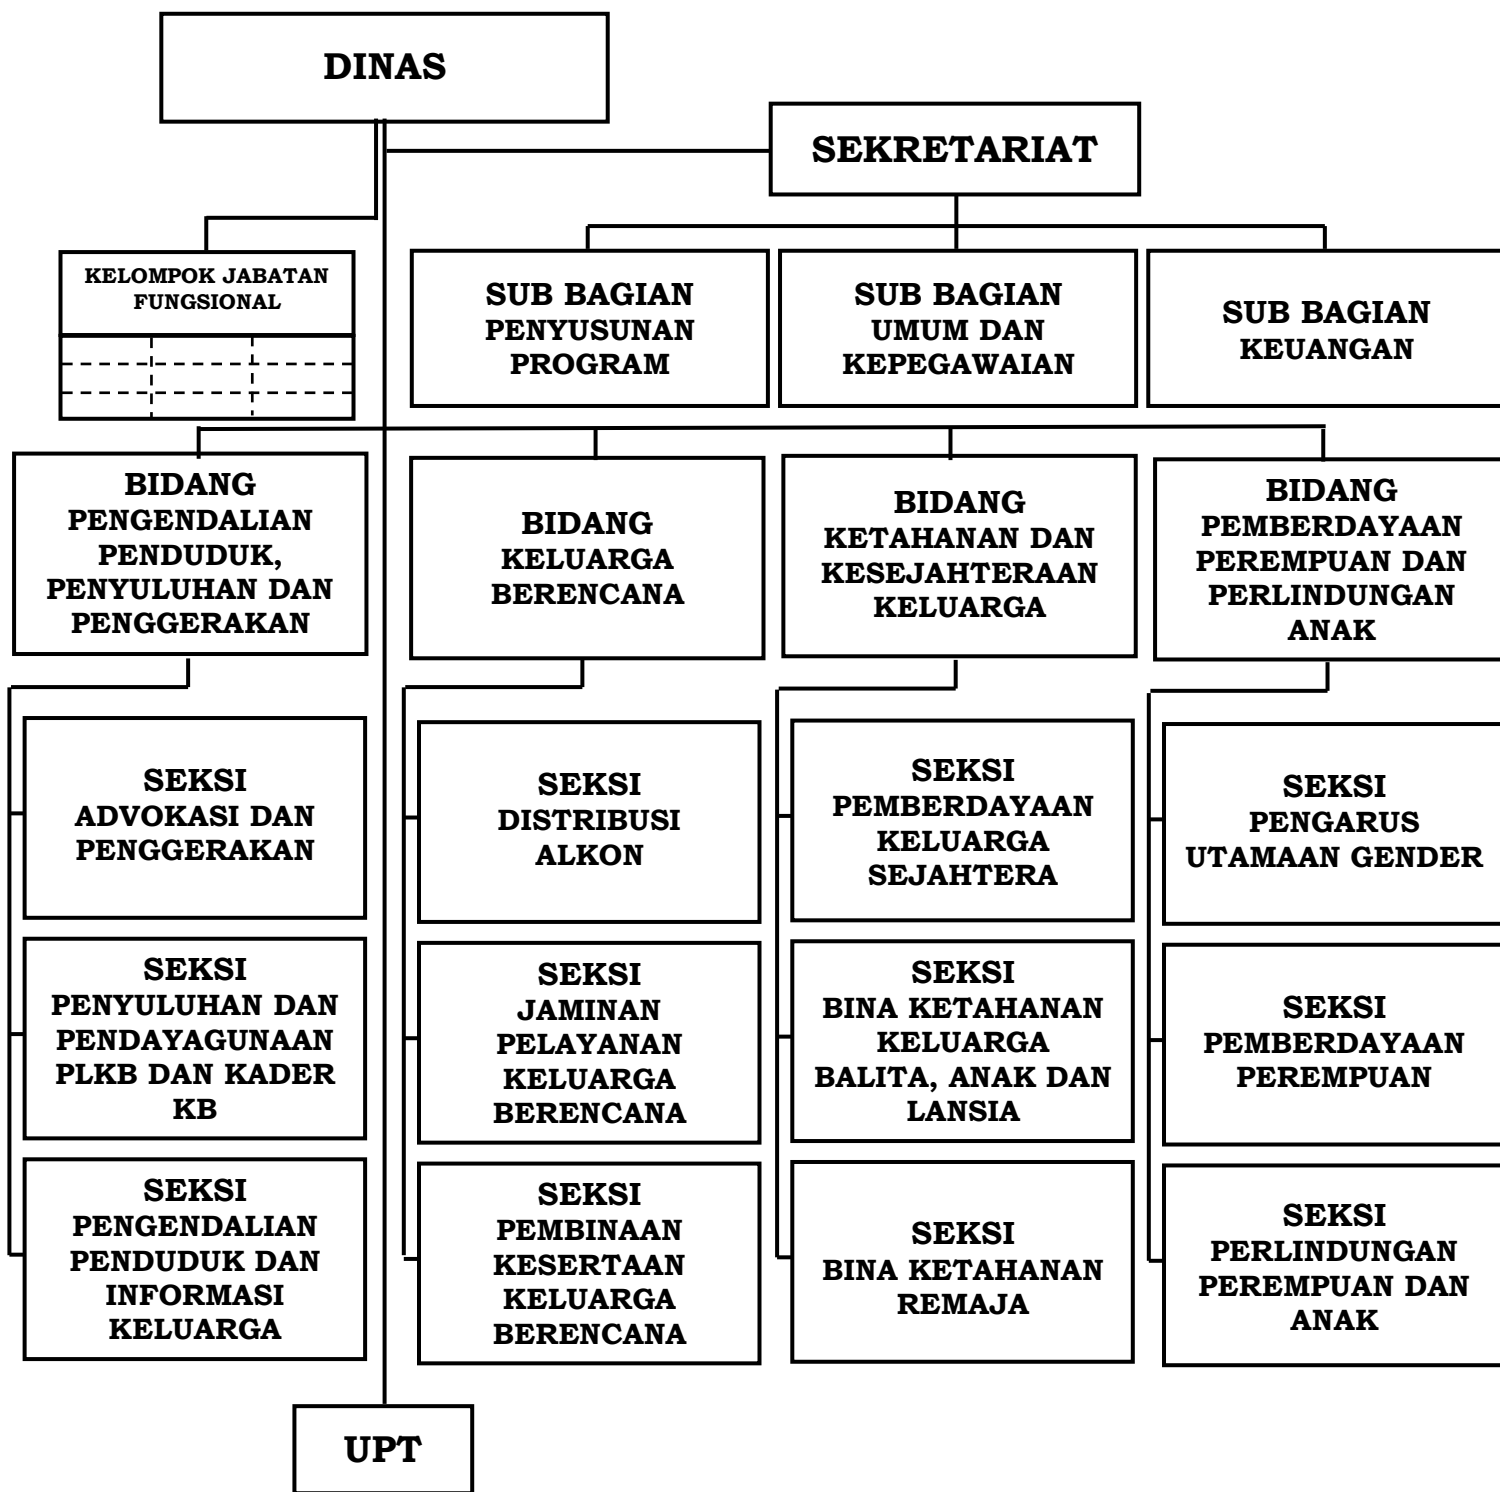 DINAS
SEKRETARIAT
KELOMPOK JABATAN
FUNGSIONAL
SUB BAGIAN
PENYUSUNAN
PROGRAM
SUB BAGIAN
UMUM DAN
KEPEGAWAIAN
SUB BAGIAN
KEUANGAN
BIDANG
PENGENDALIAN
PENDUDUK,
PENYULUHAN DAN
PENGGERAKAN
BIDANG
KELUARGA
BERENCANA
BIDANG
KETAHANAN DAN
KESEJAHTERAAN
KELUARGA
BIDANG
PEMBERDAYAAN
PEREMPUAN DAN
PERLINDUNGAN
ANAK
SEKSI
ADVOKASI DAN
PENGGERAKAN
SEKSI
DISTRIBUSI
ALKON
SEKSI
PEMBERDAYAAN
KELUARGA
SEJAHTERA
SEKSI
PENGARUS
UTAMAAN GENDER
SEKSI
PENYULUHAN DAN
PENDAYAGUNAAN
PLKB DAN KADER
KB
SEKSI
JAMINAN
PELAYANAN
KELUARGA
BERENCANA
SEKSI
BINA KETAHANAN
KELUARGA
BALITA, ANAK DAN
LANSIA
SEKSI
PEMBERDAYAAN
PEREMPUAN
SEKSI
PENGENDALIAN
PENDUDUK DAN
INFORMASI
KELUARGA
SEKSI
PEMBINAAN
KESERTAAN
KELUARGA
BERENCANA
SEKSI
BINA KETAHANAN
REMAJA
SEKSI
PERLINDUNGAN
PEREMPUAN DAN
ANAK
UPT